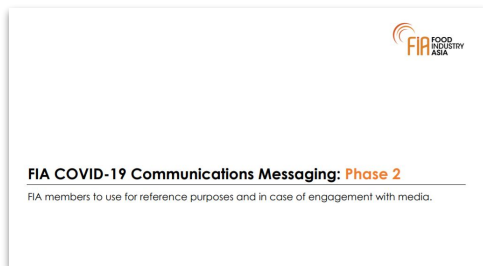 FIA FOOD
INDUSTRY
ASIA
FIA COVID-19 Communications Messaging: Phase 2
FIA members to use for reference purposes and in case of engagement with media.